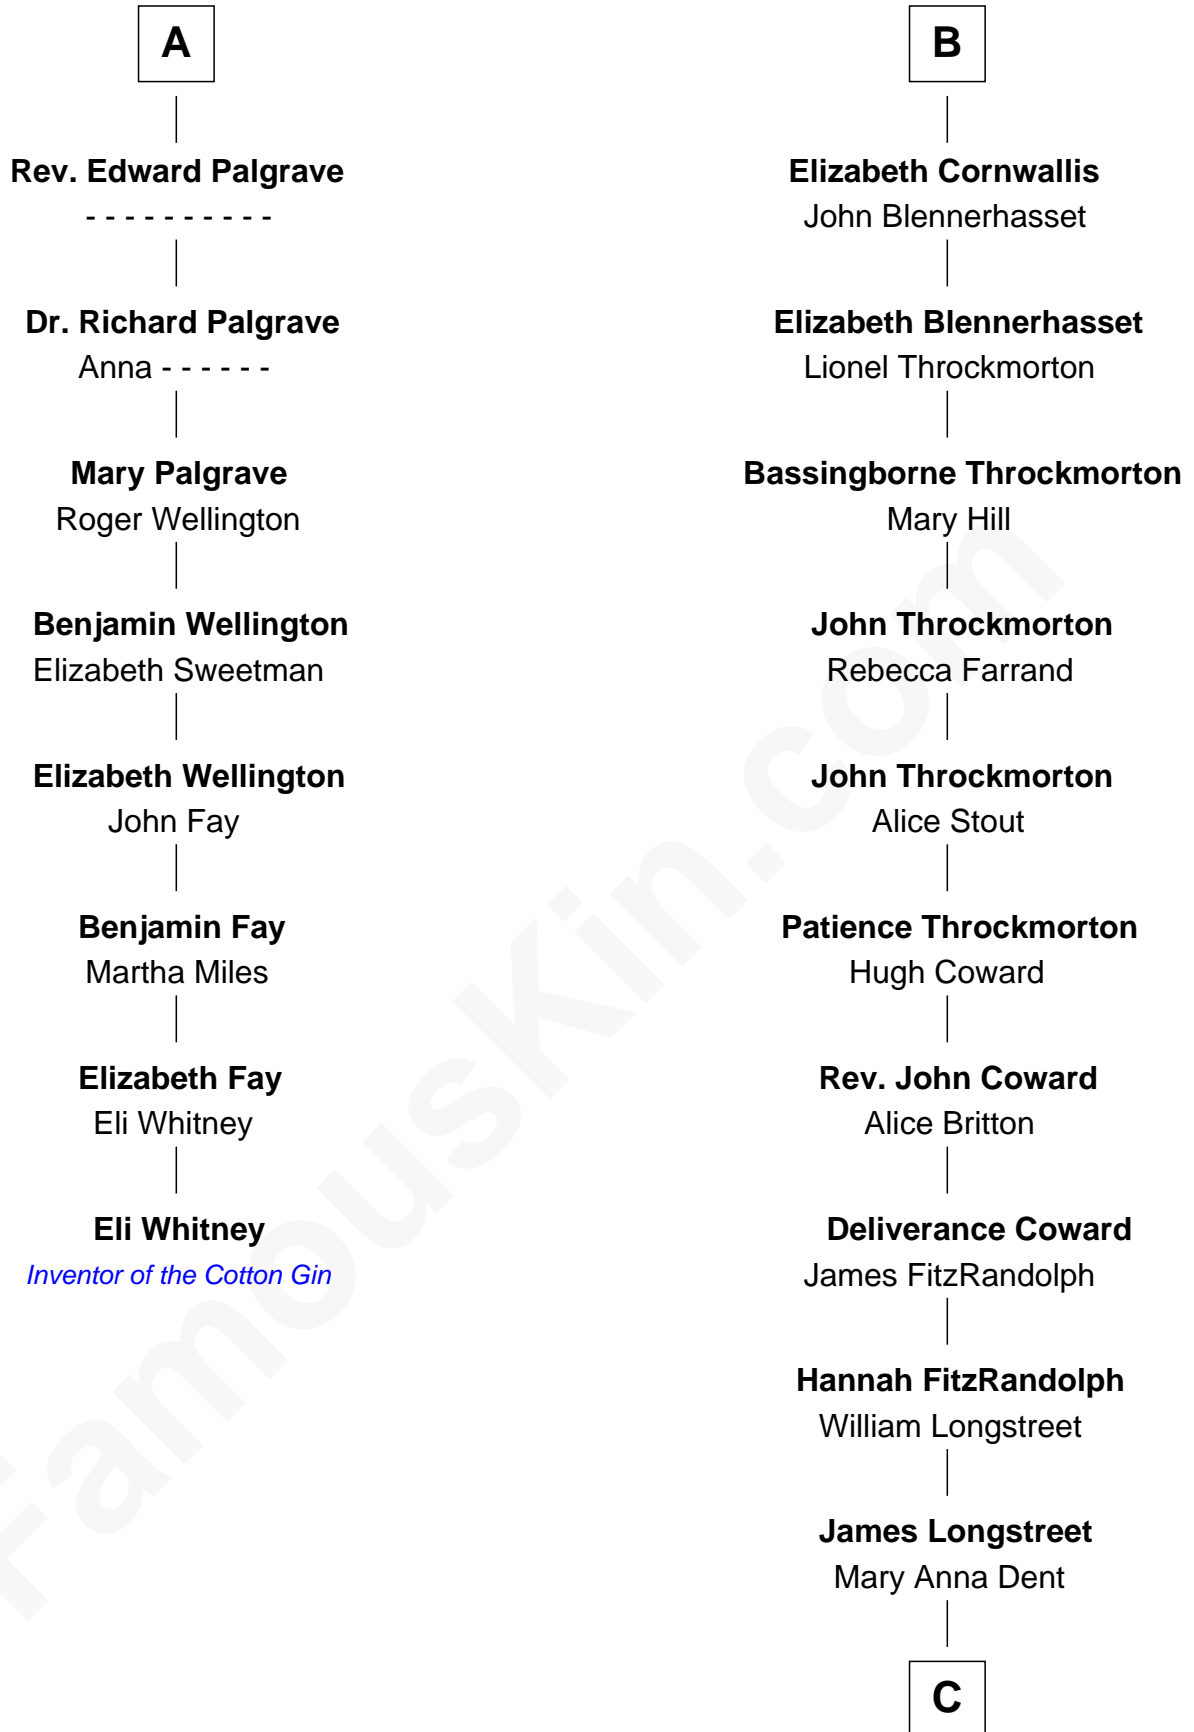 A
Rev. Edward Palgrave
- - - - - - - - - -
Dr. Richard Palgrave
Anna - - - - - -
Mary Palgrave
Roger Wellington
Benjamin Wellington
Elizabeth Sweetman
Elizabeth Wellington
John Fay
Benjamin Fay
Martha Miles
Elizabeth Fay
Eli Whitney
Eli Whitney
Inventor of the Cotton Gin
B
Elizabeth Cornwallis
John Blennerhasset
Elizabeth Blennerhasset
Lionel Throckmorton
Bassingborne Throckmorton
Mary Hill
John Throckmorton
Rebecca Farrand
John Throckmorton
Alice Stout
Patience Throckmorton
Hugh Coward
Rev. John Coward
Alice Britton
Deliverance Coward
James FitzRandolph
Hannah FitzRandolph
William Longstreet
James Longstreet
Mary Anna Dent
C
FamousKin.com